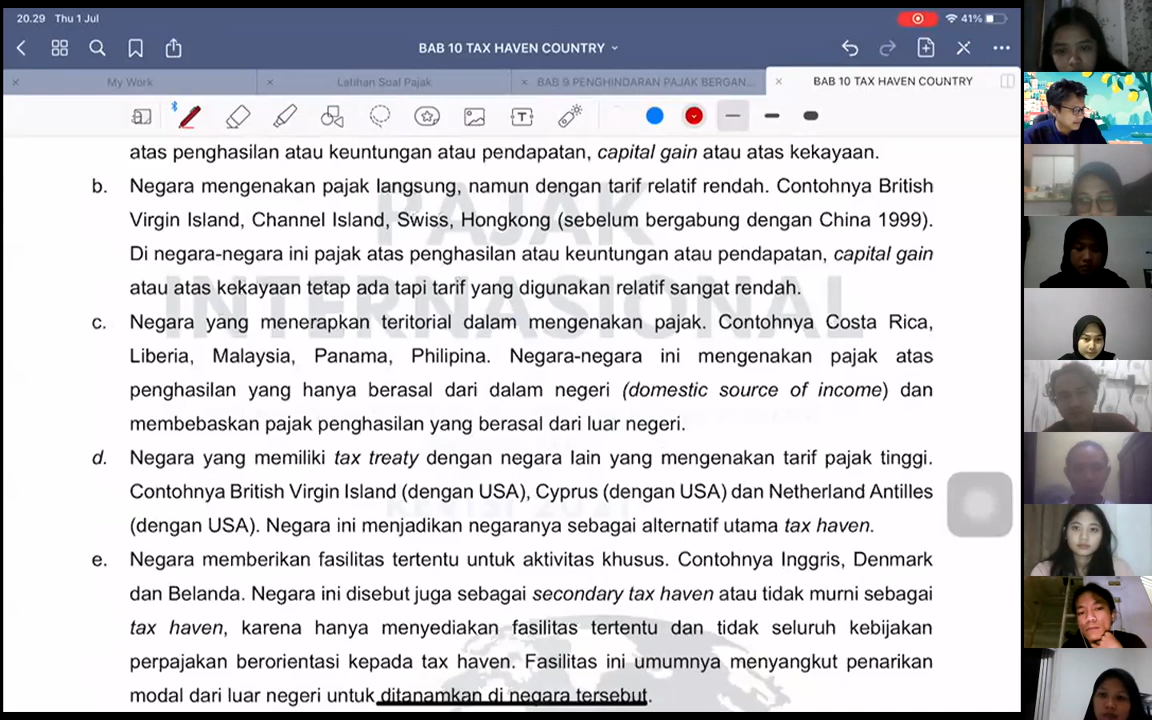 20.29 Thu 1 Jul
41%
BAB 10 TAX HAVEN COUNTRY
My Work
Latihan Soal Pajak
BAB 9 PENGHINDARAN PAJAK BERGAN...
BAB 10 TAX HAVEN COUNTRY
atas penghasilan atau keuntungan atau pendapatan, capital gain atau atas kekayaan.
b. Negara mengenakan pajak langsung, namun dengan tarif relatif rendah. Contohnya British
Virgin Island, Channel Island, Swiss, Hongkong (sebelum bergabung dengan China 1999).
Di negara-negara ini pajak atas penghasilan atau keuntungan atau pendapatan, capital gain
atau atas kekayaan tetap ada tapi tarif yang digunakan relatif sangat rendah.
c. Negara yang menerapkan teritorial dalam mengenakan pajak. Contohnya Costa Rica,
Liberia, Malaysia, Panama, Philipina. Negara-negara ini mengenakan pajak atas
penghasilan yang hanya berasal dari dalam negeri (domestic source of income) dan
membebaskan pajak penghasilan yang berasal dari luar negeri.
d. Negara yang memiliki tax treaty dengan negara lain yang mengenakan tarif pajak tinggi.
Contohnya British Virgin Island (dengan USA), Cyprus (dengan USA) dan Netherland Antilles
(dengan USA). Negara ini menjadikan negaranya sebagai alternatif utama tax haven.
e. Negara memberikan fasilitas tertentu untuk aktivitas khusus. Contohnya Inggris, Denmark
dan Belanda. Negara ini disebut juga sebagai secondary tax haven atau tidak murni sebagai
tax haven, karena hanya menyediakan fasilitas tertentu dan tidak seluruh kebijakan
perpajakan berorientasi kepada tax haven. Fasilitas ini umumnya menyangkut penarikan
modal dari luar negeri untuk ditanamkan di negara tersebut.
PAJAK
INTERNASIONAL